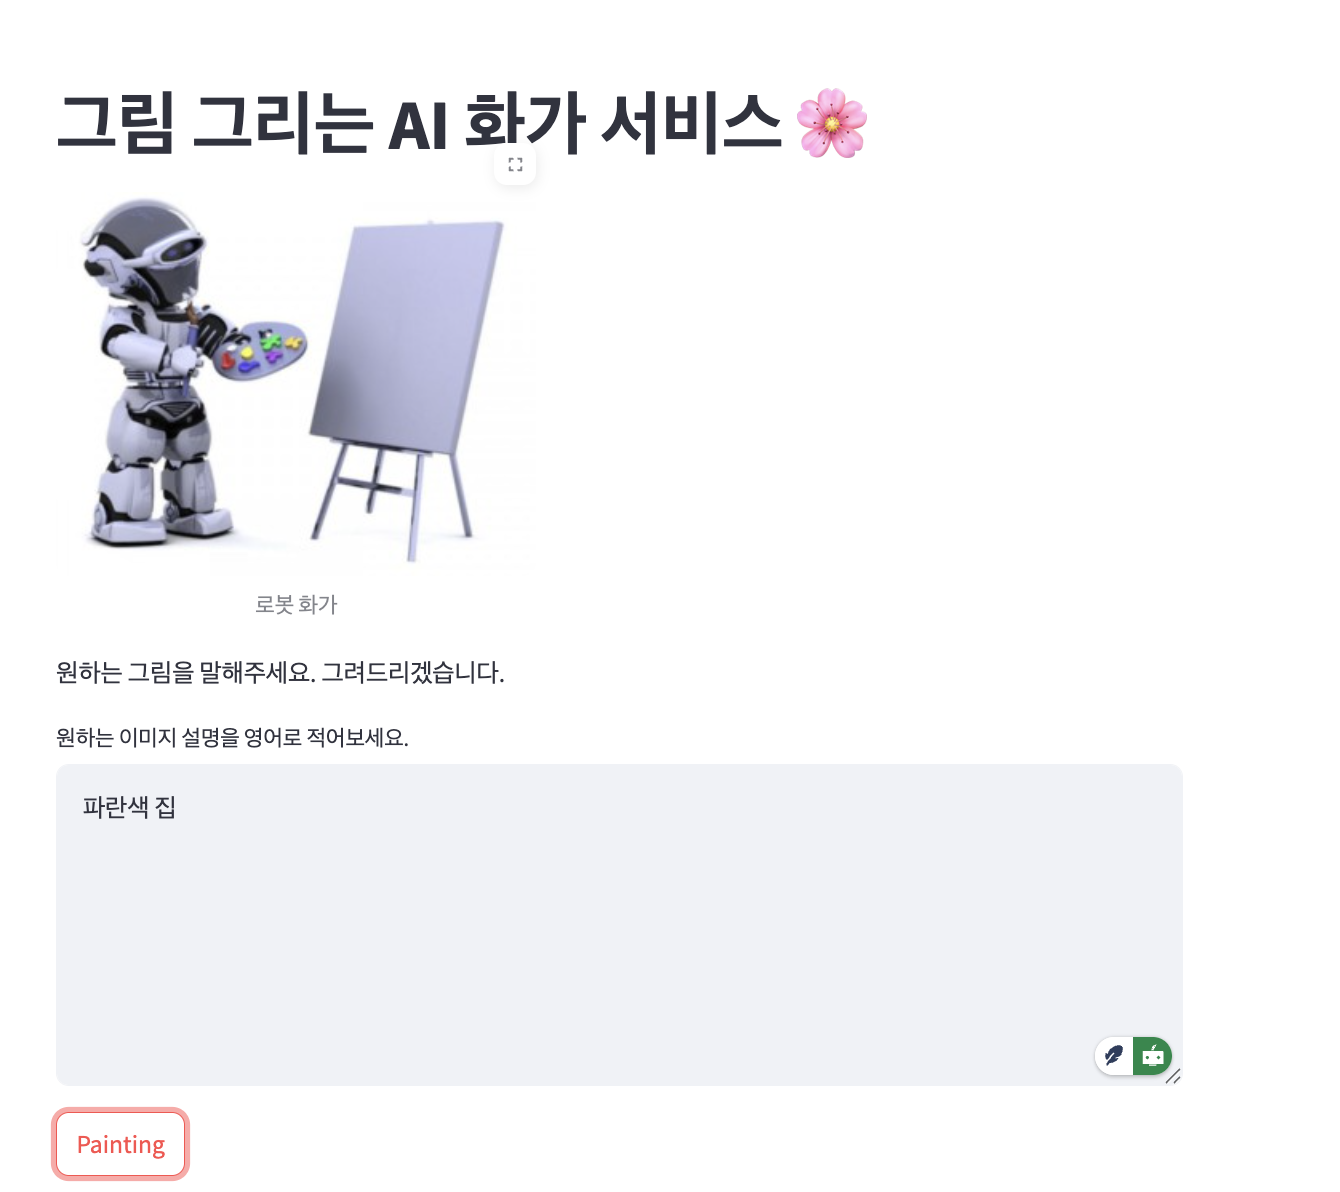 그림 그리는 AI 화가 서비스 🌸
로봇 화가
원하는 그림을 말해주세요. 그려드리겠습니다.
원하는 이미지 설명을 영어로 적어보세요.
파란색 집
Painting